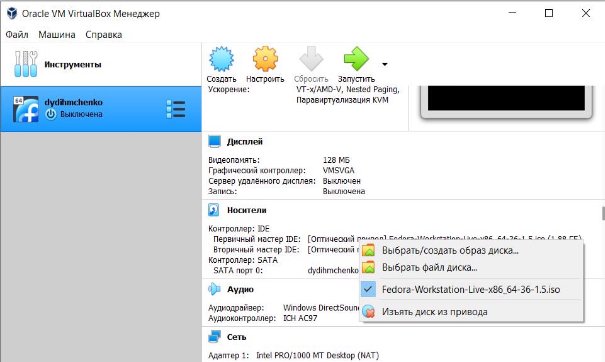 Oracle VM VirtualBox Менеджер
Файл Машина Справка
Инструменты
Создать Настроить Сбросить Запустить
64
dydihmchenko
Выключена
Ускорение: VT-x/AMD-V, Nested Paging,
Паравиртуализация KVM
Дисплей
Видеопамять: 128 МБ
Графический контроллер: VMSVGA
Сервер удалённого дисплея: Выключен
Запись: Выключена
Носители
Контроллер: IDE
Первичный мастер IDE: [Оптический привод] Fedora-Workstation-Live-x86_64-36-1.5.iso (1,88 ГБ)
Вторичный мастер IDE: [Оптический
Контроллер: SATA
SATA порт 0: dydihmchenko
Выбрать/создать образ диска...
Выбрать файл диска...
Fedora-Workstation-Live-x86_64-36-1.5.iso
Изъять диск из привода
Аудио
Аудиодрайвер: Windows DirectSound
Аудиоконтроллер: ICH AC97
Сеть
Адаптер 1: Intel PRO/1000 MT Desktop (NAT)